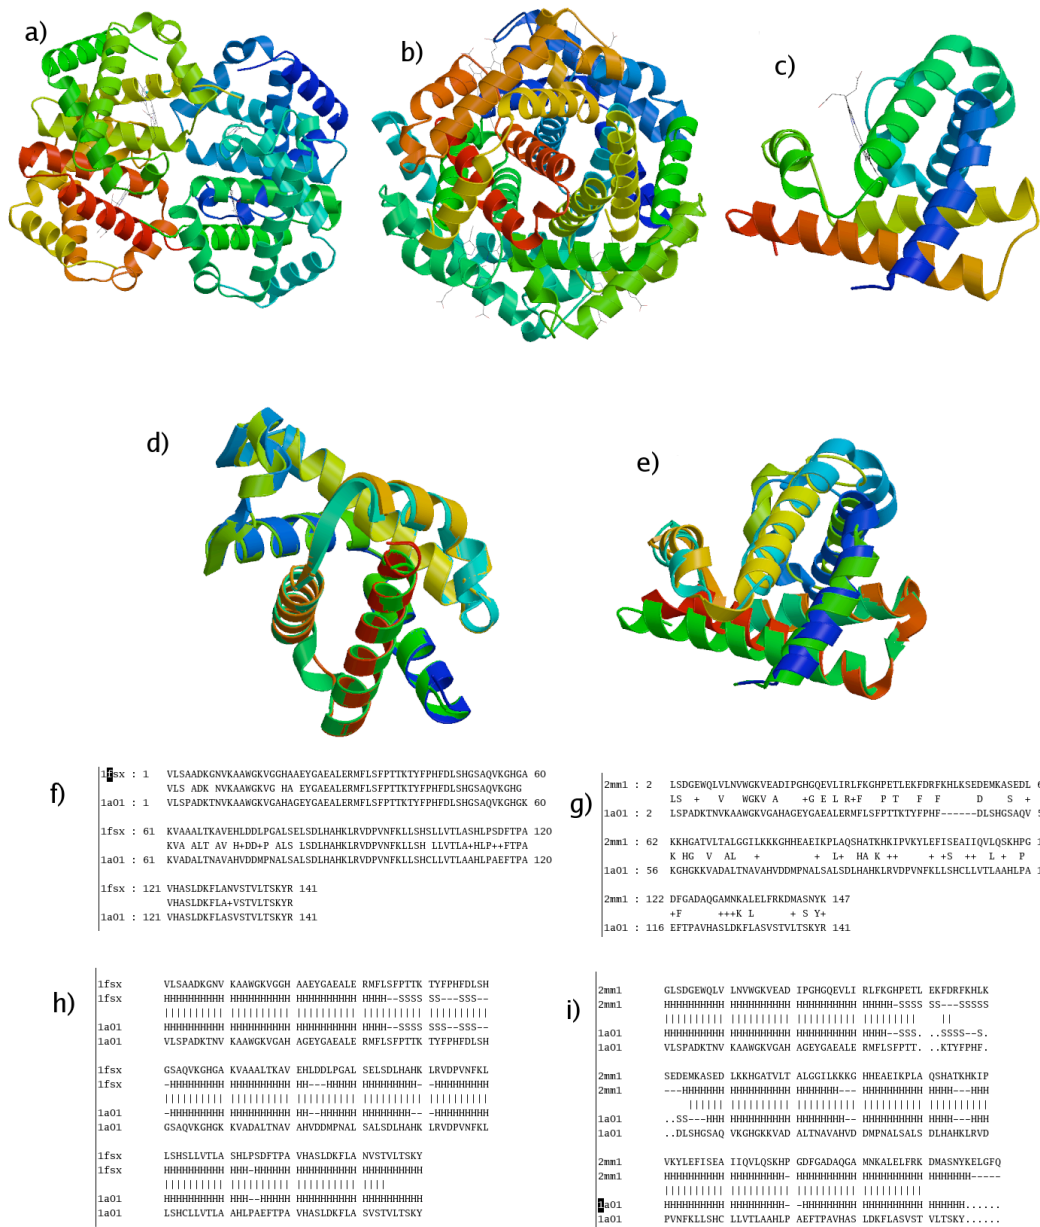 a)
b)
c)
d)
e)
f)
1fsx : 1 VLSAADKGNVKAAWGKVGGHAAEYGAEALERMFLSFPTTKTYFPHFDLSHGSAQVKGHGA 60
VLS ADK NVKAAWGKVG HA EYGAEALERMFLSFPTTKTYFPHFDLSHGSAQVKGHG
1a01 : 1 VLSPADKTNVKAAWGKVGAHAGEYGAEALERMFLSFPTTKTYFPHFDLSHGSAQVKGHGK 60
1fsx : 61 KVAAALTKAVEHLDDLPGALSELSDLHAHKLRVDPVNFKLLSHSLLVTLASHLPSDFTPA 120
KVA ALT AV H+DD+P ALS LSDLHAHKLRVDPVNFKLLSH LLVTLA+HLP++FTPA
1a01 : 61 KVADALTNAVAHVDDMPNALSALSDLHAHKLRVDPVNFKLLSHCLLVTLAAHLPAEFTPA 120
1fsx : 121 VHASLDKFLANVSTVLTSKYR 141
VHASLDKFLA+VSTVLTSKYR
1a01 : 121 VHASLDKFLASVSTVLTSKYR 141
g)
2mm1 : 2 LSDGEWQLVLNVWGKVEADIPGHGQEVLIRLFKGHPETLEKFDRFKHLKSEDEMKASEDL 6
LS + V WGKV A +G E L R+F P T F F D S +
1a01 : 2 LSPADKTNVKAAWGKVGAHAGEYGAEALERMFLSFPTTKTYFPHF------DLSHGSAQV 5
2mm1 : 62 KKHGATVLTALGGILKKKGHHEAEIKPLAQSHATKHKIPVKYLEFISEAIIQVLQSKHPG 1
K HG V AL + + L+ HA K ++ ++ +S ++ L + P
1a01 : 56 KGHGKKVADALTNAVAHVDDMPNALSALSDLHAHKLRVDPVNFKLLSHCLLVTLAAHLPA 1
2mm1 : 122 DFGADAQGAMNKALELFRKDMASNYK 147
+F +++K L + S Y+
1a01 : 116 EFTPAVHASLDKFLASVSTVLTSKYR 141
h)
1fsx VLSAADKGNV KAAWGKVGGH AAEYGAEALE RMFLSFPTTK TYFPHFDLSH
1fsx HHHHHHHHHH HHHHHHHHHH HHHHHHHHHH HHHH--SSSS SS---SSS--
|||||||||| |||||||||| |||||||||| |||||||||| ||||||||||
1a01 HHHHHHHHHH HHHHHHHHHH HHHHHHHHHH HHHH--SSSS SS---SSS--
1a01 VLSPADKTNV KAAWGKVGAH AGEYGAEALE RMFLSFPTTK TYFPHFDLSH
1fsx GSAQVKGHGA KVAAALTKAV EHLDDLPGAL SELSDLHAHK LRVDPVNFKL
1fsx -HHHHHHHHH HHHHHHHHHH HH---HHHHH HHHHHHHH-- --HHHHHHHH
|||||||||| |||||||||| |||||||||| |||||||||| ||||||||||
1a01 -HHHHHHHHH HHHHHHHHHH HH--HHHHHH HHHHHHHH-- --HHHHHHHH
1a01 GSAQVKGHGK KVADALTNAV AHVDDMPNAL SALSDLHAHK LRVDPVNFKL
1fsx LSHSLLVTLA SHLPSDFTPA VHASLDKFLA NVSTVLTSKY
1fsx HHHHHHHHHH HHH-HHHHHH HHHHHHHHHH HHHHHHHHHH
|||||||||| |||||||||| |||||||||| ||||
1a01 HHHHHHHHHH HHH--HHHHH HHHHHHHHHH HHHHHHHHHH
1a01 LSHCLLVTLA AHLPAEFTPA VHASLDKFLA SVSTVLTSKY
i)
2mm1 GLSDGEWQLV LNVWGKVEAD IPGHGQEVLI RLFKGHPETL EKFDRFKHLK
2mm1 HHHHHHHHHH HHHHHHHHHH HHHHHHHHHH HHHHH-SSSS --SSS--SSSSS
|||||||||| |||||||||| |||||||||| ||||||||| ||
1a01 HHHHHHHHHH HHHHHHHHHH HHHHHHHHHH HHHH--SSS. ..SSSS--S.
1a01 VLSPADKTNV KAAWGKVGAH AGEYGAEALE RMFLSFPTT. .KTYFPHF.
2mm1 SEDEMKASED LKKHGATVLT ALGGILKKKG HHEAEIKPLA QSHATKHKIP
2mm1 ---HHHHHHH HHHHHHHHHH HHHHHHH--- HHHHHHHHHH HHHH---HHH
|||||| |||||||||| |||||||||| |||||||||| ||||||||||
1a01 ..SS---HHH HHHHHHHHHH HHHHHHHH-- HHHHHHHHHH HHHH---HHH
1a01 ..DLSHGSAQ VKGHGKKVAD ALTNAVAHVD DMPNALSALS DLHAHKLRVD
2mm1 VKYLEFISEA IIQVLQSKHP GDFGADAQGA MNKALELFRK DMASNYKELGFQ
2mm1 HHHHHHHHHH HHHHHHHHHH -HHHHHHHHH HHHHHHHHHH HHHHHHH-----
|||||||||| |||||||||| |||||||||| ||||||||||
1a01 HHHHHHHHHH HHHHHHHHH- -HHHHHHHHH HHHHHHHHHH HHHHHH......
1a01 PVNFKLLSHC LLVTLAAHLP AEFTPAVHAS LDKFLASVST VLTSKY......